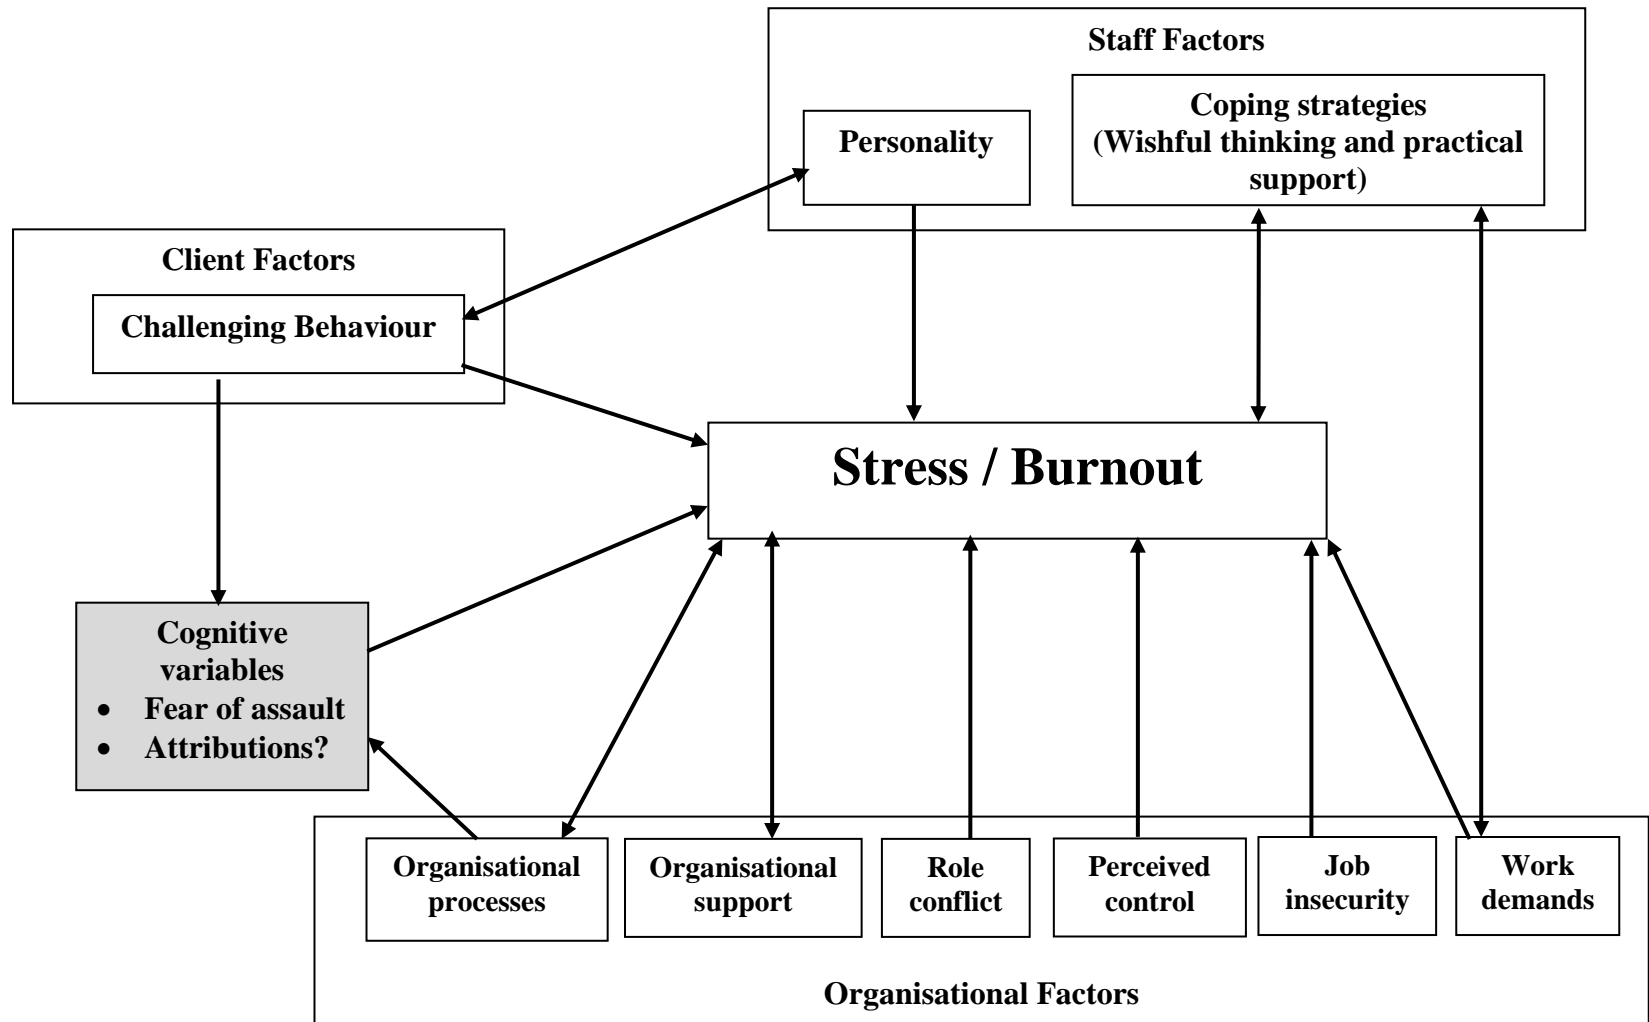 Staff Factors
Coping strategies
(Wishful thinking and practical
support)
Personality
Client Factors
Challenging Behaviour
Stress / Burnout
Cognitive
variables
• Fear of assault
• Attributions?
Organisational
processes
Organisational
support
Role
conflict
Perceived
control
Job
insecurity
Work
demands
Organisational Factors